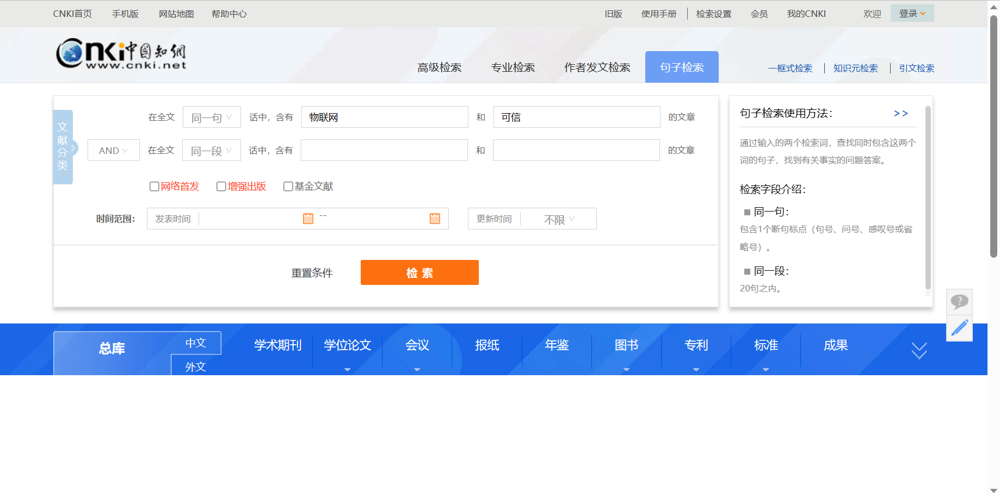 CNKI首页 手机版 网站地图 帮助中心 旧版 使用手册 检索设置 会员 我的CNKI 欢迎 登录
Cnki中国知網
www.cnki.net
高级检索 专业检索 作者发文检索 句子检索 一框式检索 知识元检索 引文检索
文献分类
在全文 同一句 话中，含有 物联网 和 可信 的文章
AND 在全文 同一段 话中，含有 和 的文章
网络首发 增强出版 基金文献
时间范围： 发表时间 -- 更新时间 不限
重置条件 检索
句子检索使用方法： >>
通过输入的两个检索词，查找同时包含这两个
词的句子，找到有关事实的问题答案。
检索字段介绍：
同一句：
包含1个断句标点（句号、问号、感叹号或省
略号）。
同一段：
20句之内。
?
总库 中文 学术期刊 学位论文 会议 报纸 年鉴 图书 专利 标准 成果
外文